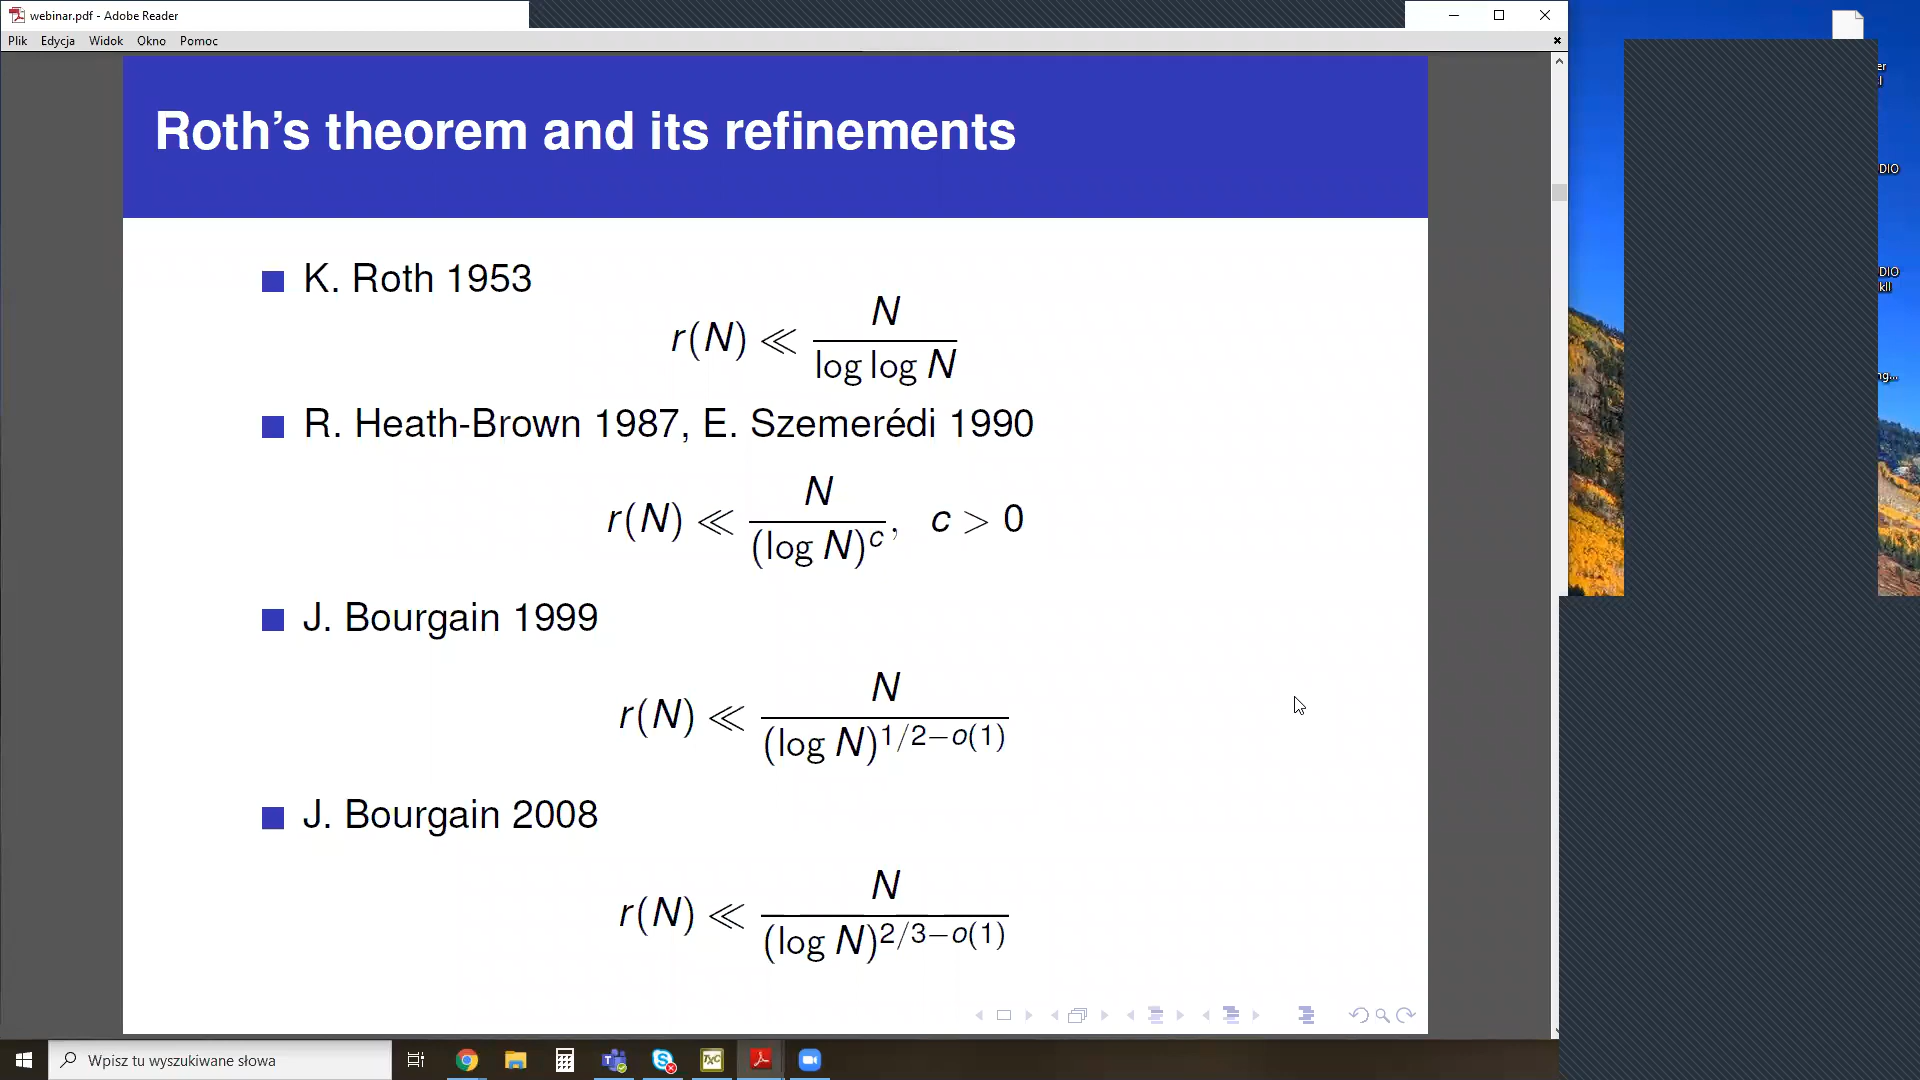 webinar.pdf - Adobe Reader
Plik Edycja Widok Okno Pomoc
Roth's theorem and its refinements
K. Roth 1953
r(N) ≪ N / log log N
R. Heath-Brown 1987, E. Szemerédi 1990
r(N) ≪ N / (log N)^c, c > 0
J. Bourgain 1999
r(N) ≪ N / (log N)^{1/2−o(1)}
J. Bourgain 2008
r(N) ≪ N / (log N)^{2/3−o(1)}
Wpisz tu wyszukiwane słowa